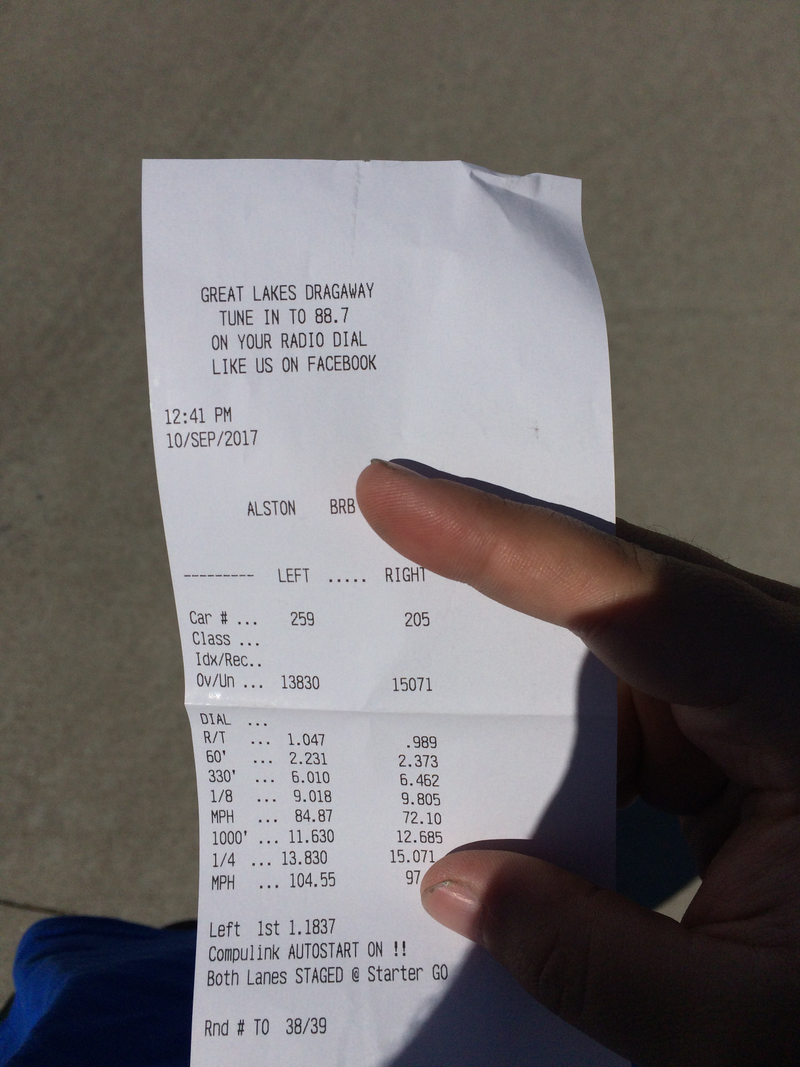 GREAT LAKES DRAGAWAY
TUNE IN TO 88.7
ON YOUR RADIO DIAL
LIKE US ON FACEBOOK
12:41 PM
10/SEP/2017
ALSTON BRB
--------- LEFT ..... RIGHT
Car # ... 259 205
Class ...
Idx/Rec..
Ov/Un ... 13830 15071
DIAL ...
R/T ... 1.047 .989
60' ... 2.231 2.373
330' ... 6.010 6.462
1/8 ... 9.018 9.805
MPH ... 84.87 72.10
1000' ... 11.630 12.685
1/4 ... 13.830 15.071
MPH ... 104.55 97
Left 1st 1.1837
Compulink AUTOSTART ON !!
Both Lanes STAGED @ Starter GO
Rnd # TO 38/39